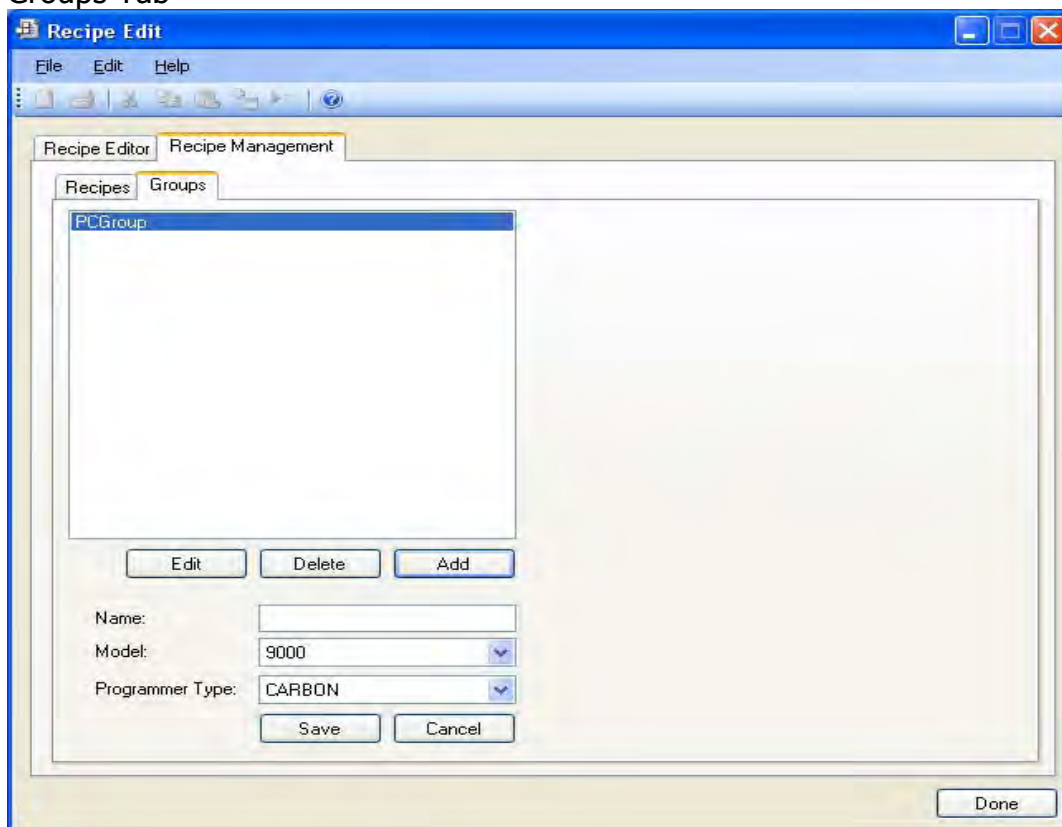 Groups Tab
Recipe Edit
File Edit Help
Recipe Editor Recipe Management
Recipes Groups
PCGroup
Edit Delete Add
Name:
Model: 9000
Programmer Type: CARBON
Save Cancel
Done